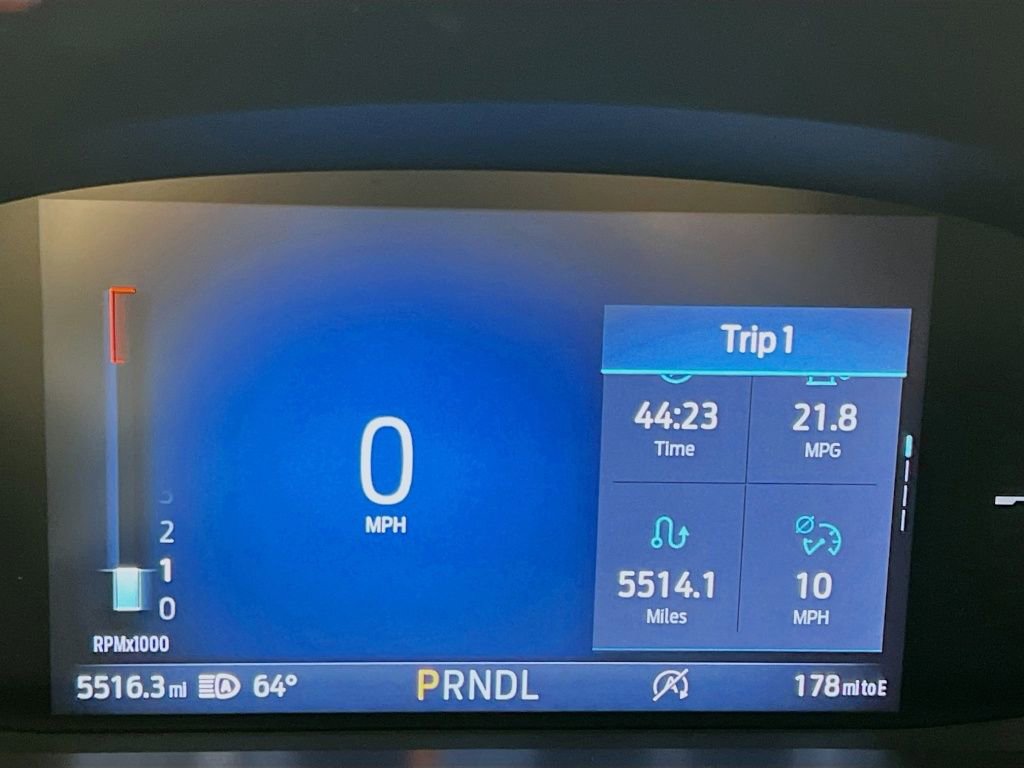 Trip 1
44:23
Time
21.8
MPG
0
MPH
2
1
0
RPMx1000
5514.1
Miles
10
MPH
5516.3 mi
A
64°
PRNDL
A
178 mi to E